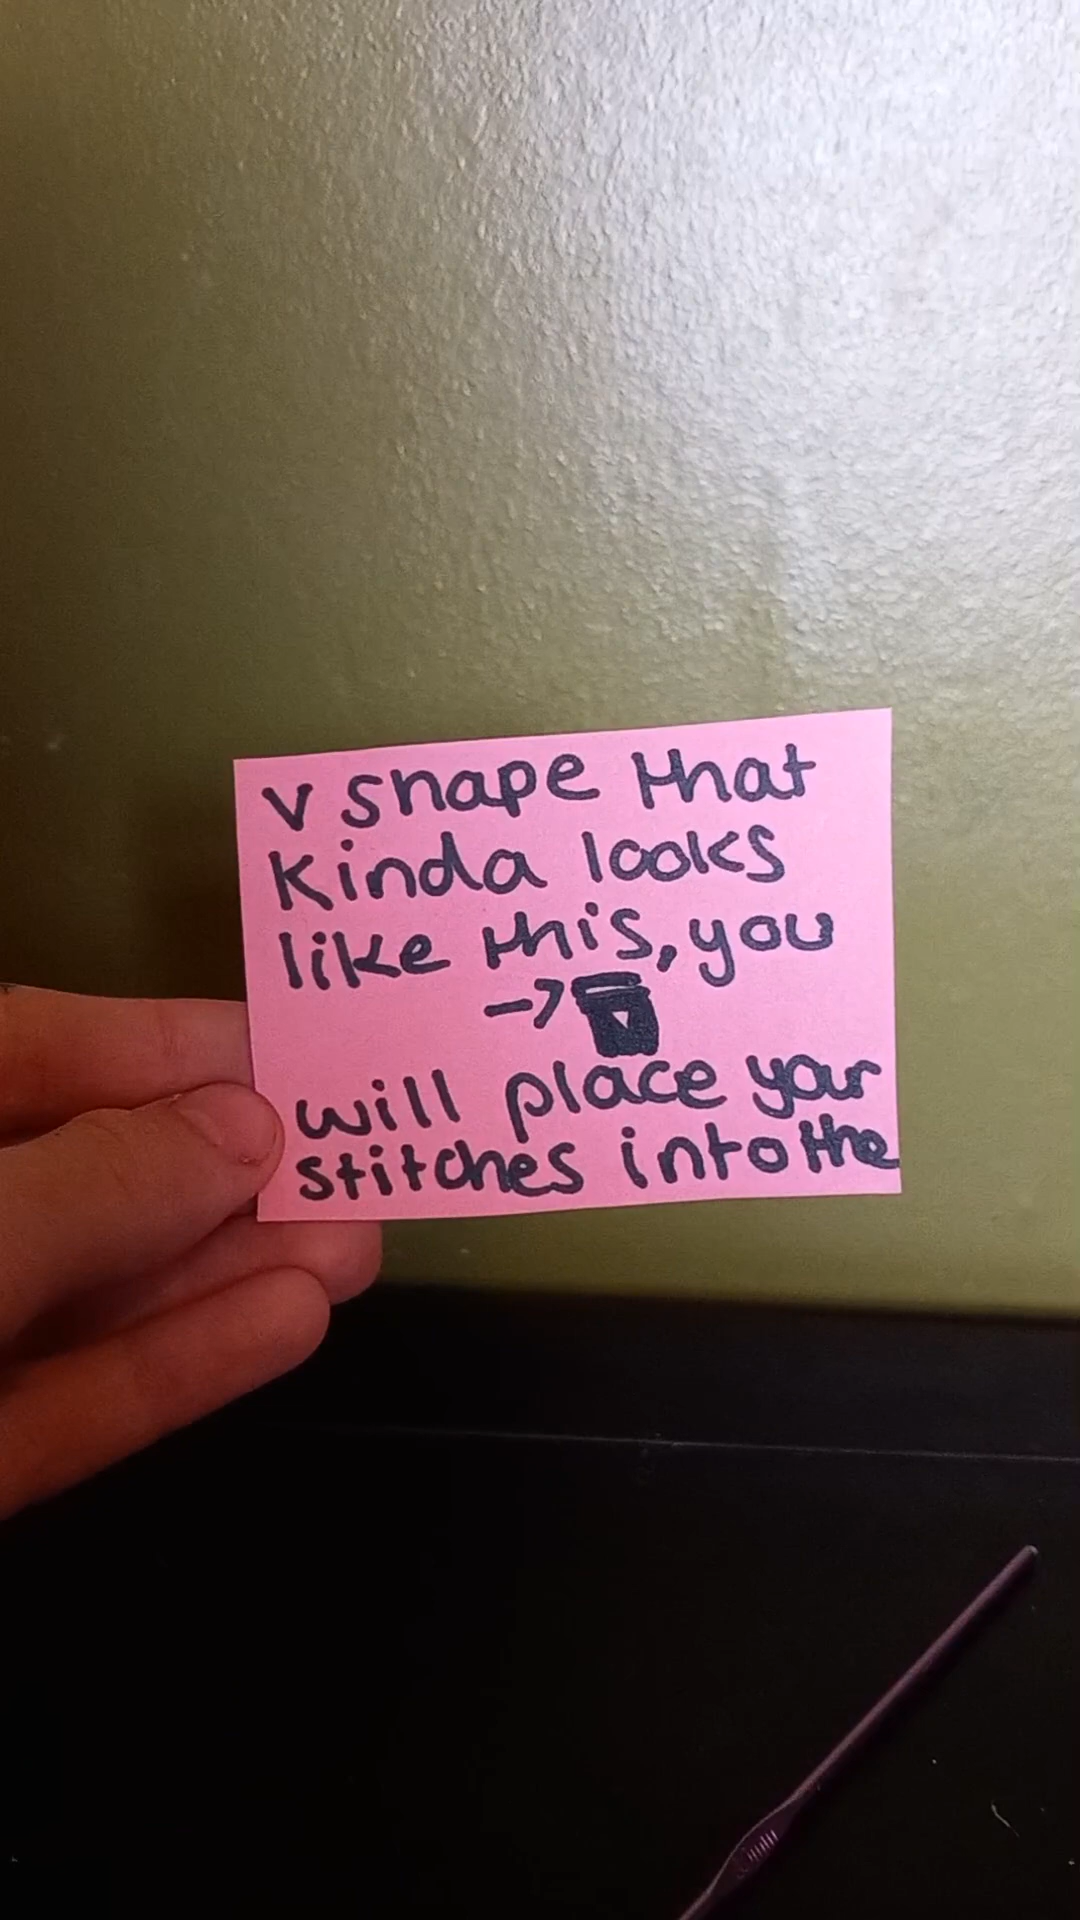 V shape that
Kinda looks
like this, you
->
will place your
stitches into the